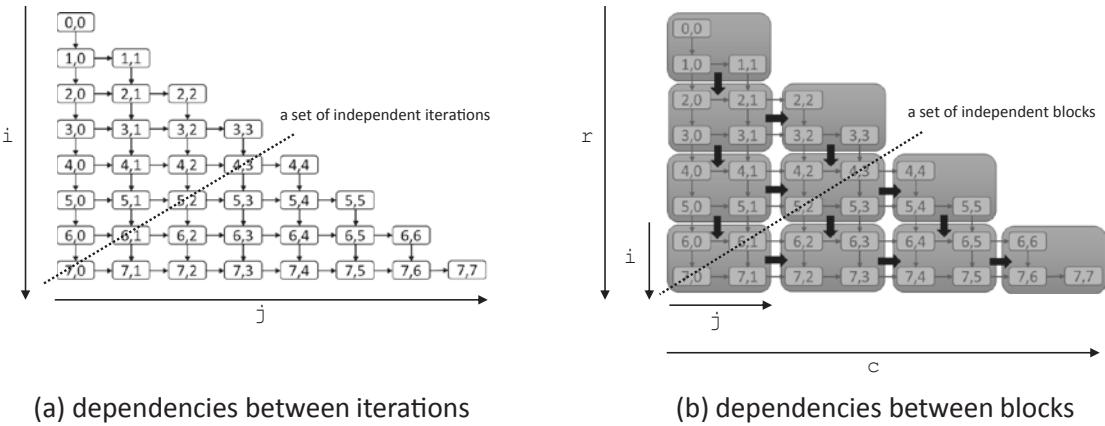 i
0,0
1,0 1,1
2,0 2,1 2,2
3,0 3,1 3,2 3,3
a set of independent iterations
4,0 4,1 4,2 4,3 4,4
5,0 5,1 5,2 5,3 5,4 5,5
6,0 6,1 6,2 6,3 6,4 6,5 6,6
7,0 7,1 7,2 7,3 7,4 7,5 7,6 7,7
j
(a) dependencies between iterations
r
0,0
1,0 1,1
2,0 2,1 2,2
a set of independent blocks
3,0 3,1 3,2 3,3
4,0 4,1 4,2 4,3 4,4
5,0 5,1 5,2 5,3 5,4 5,5
i
6,0 6,1 6,2 6,3 6,4 6,5 6,6
7,0 7,1 7,2 7,3 7,4 7,5 7,6 7,7
j
c
(b) dependencies between blocks